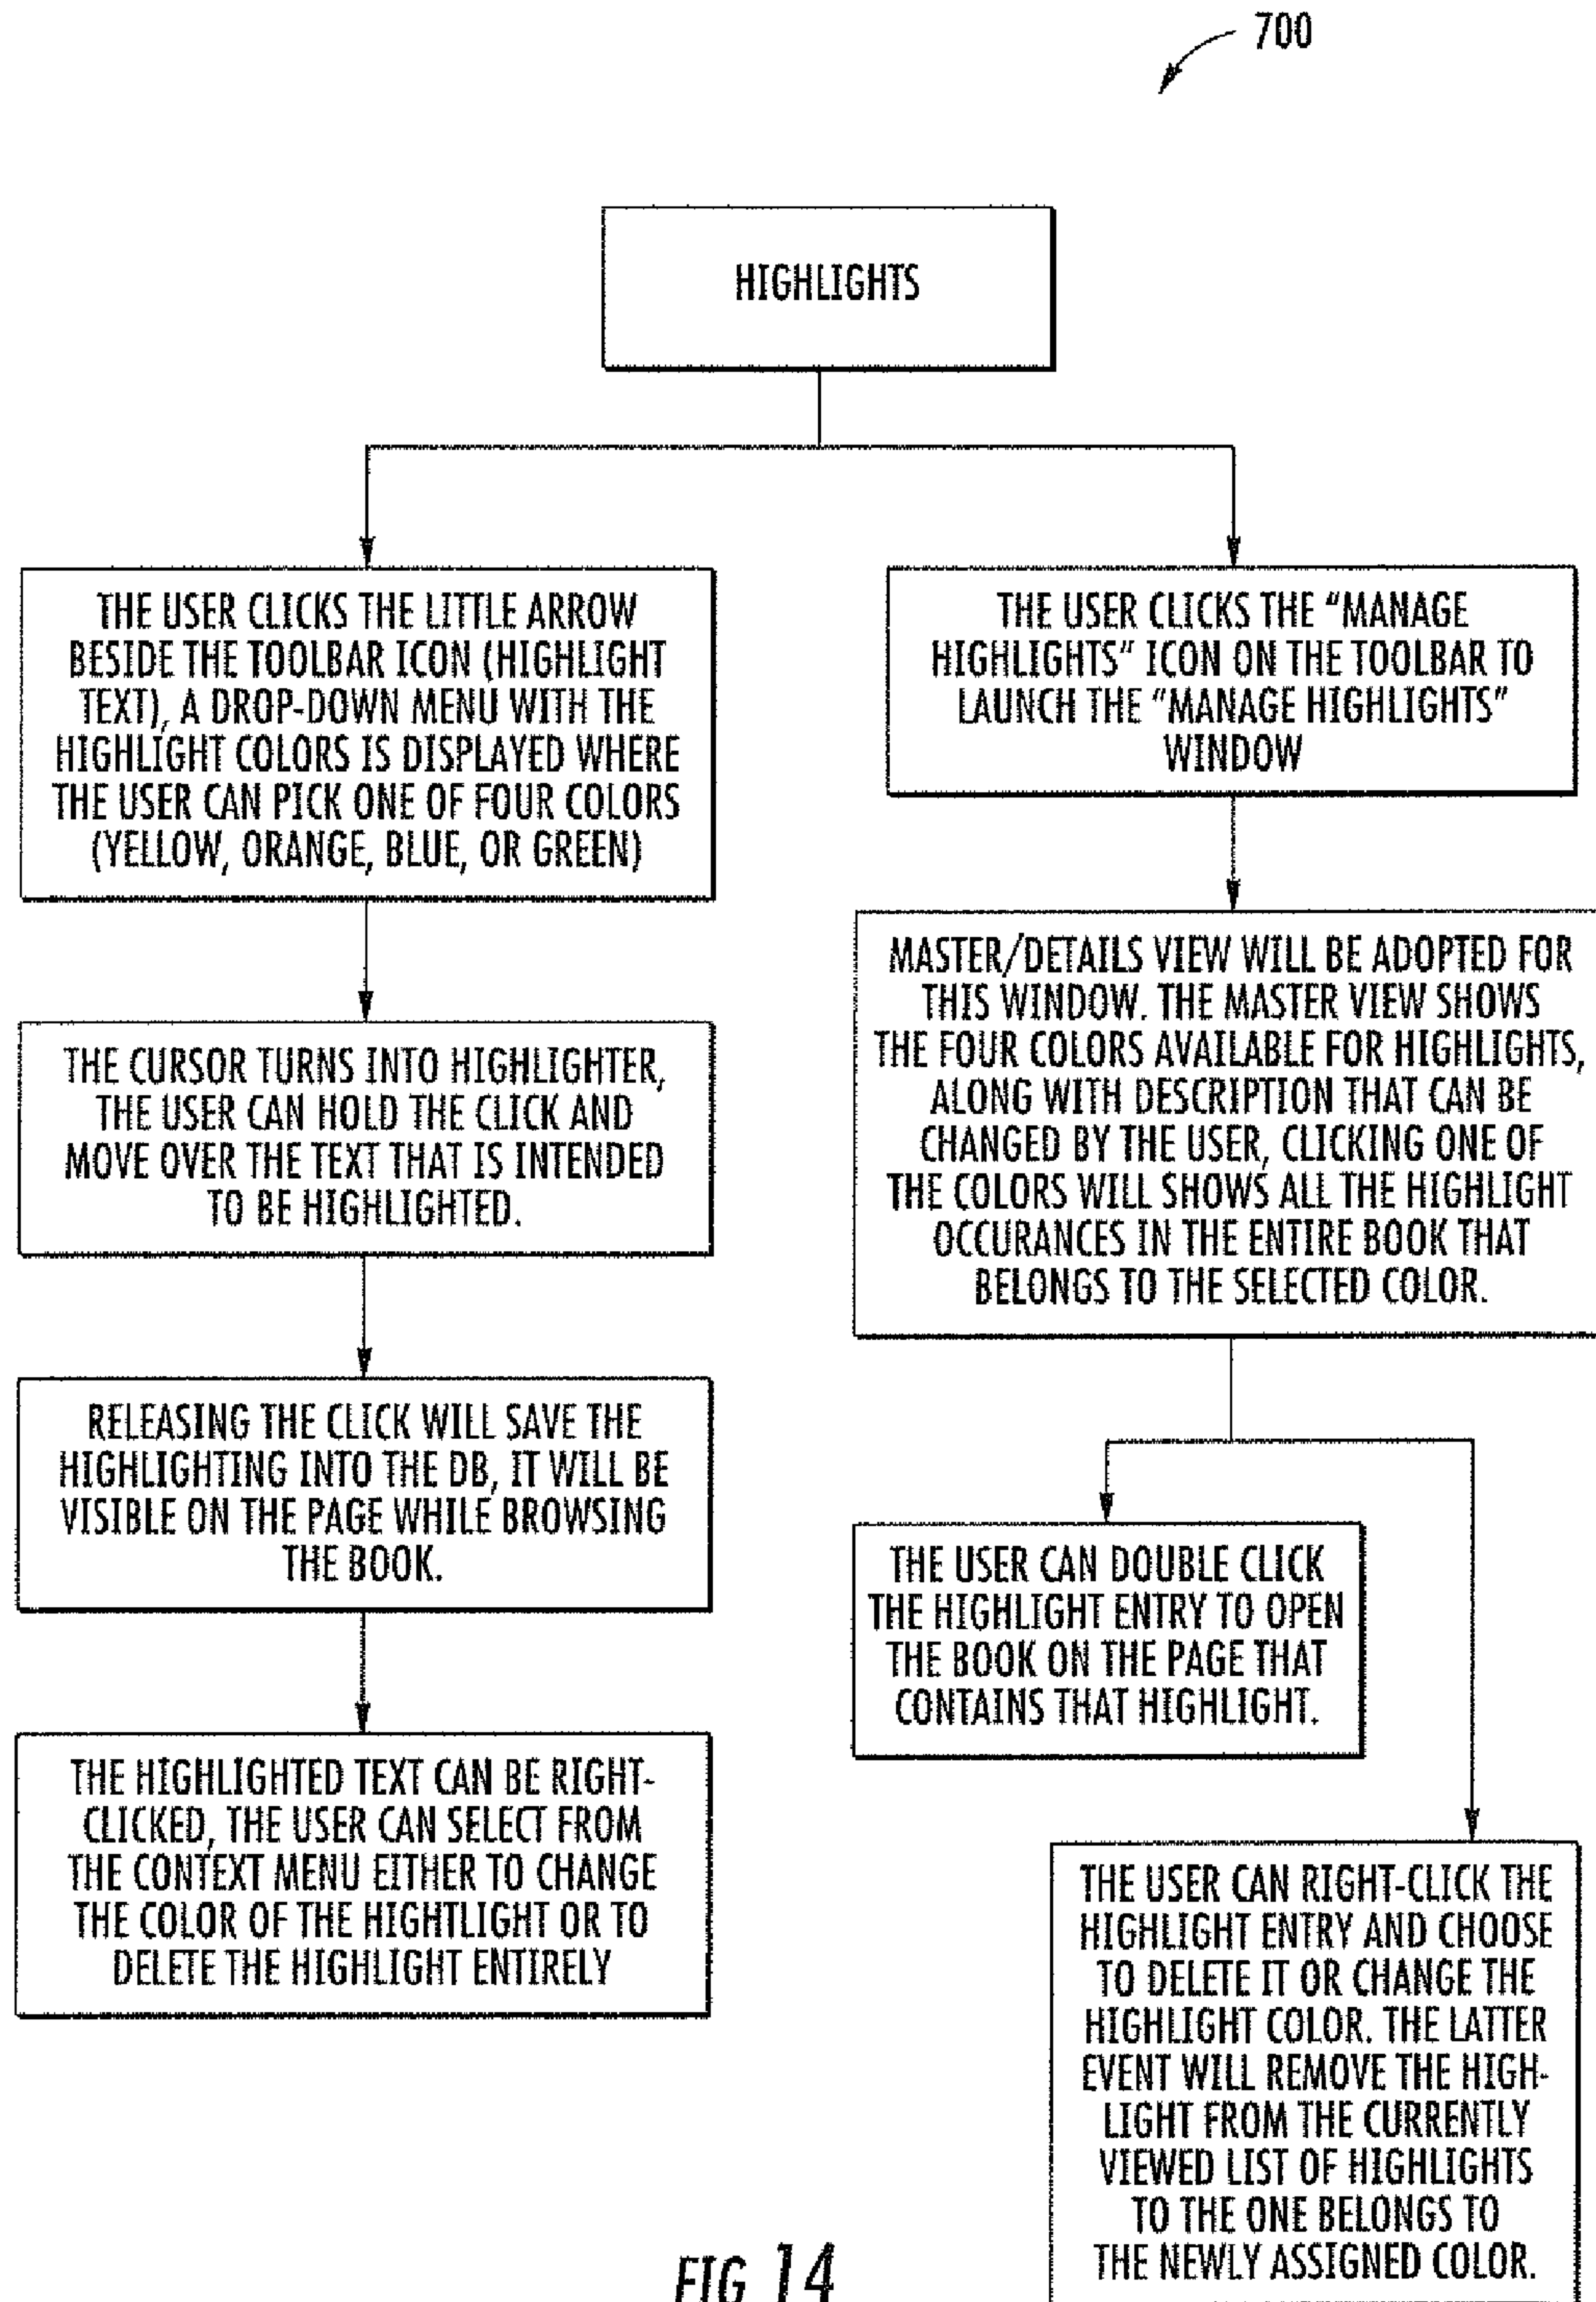 700
HIGHLIGHTS
THE USER CLICKS THE LITTLE ARROW
BESIDE THE TOOLBAR ICON (HIGHLIGHT
TEXT), A DROP-DOWN MENU WITH THE
HIGHLIGHT COLORS IS DISPLAYED WHERE
THE USER CAN PICK ONE OF FOUR COLORS
(YELLOW, ORANGE, BLUE, OR GREEN)
THE CURSOR TURNS INTO HIGHLIGHTER,
THE USER CAN HOLD THE CLICK AND
MOVE OVER THE TEXT THAT IS INTENDED
TO BE HIGHLIGHTED.
RELEASING THE CLICK WILL SAVE THE
HIGHLIGHTING INTO THE DB, IT WILL BE
VISIBLE ON THE PAGE WHILE BROWSING
THE BOOK.
THE HIGHLIGHTED TEXT CAN BE RIGHT-
CLICKED, THE USER CAN SELECT FROM
THE CONTEXT MENU EITHER TO CHANGE
THE COLOR OF THE HIGHTLIGHT OR TO
DELETE THE HIGHLIGHT ENTIRELY
THE USER CLICKS THE "MANAGE
HIGHLIGHTS" ICON ON THE TOOLBAR TO
LAUNCH THE "MANAGE HIGHLIGHTS"
WINDOW
MASTER/DETAILS VIEW WILL BE ADOPTED FOR
THIS WINDOW. THE MASTER VIEW SHOWS
THE FOUR COLORS AVAILABLE FOR HIGHLIGHTS,
ALONG WITH DESCRIPTION THAT CAN BE
CHANGED BY THE USER, CLICKING ONE OF
THE COLORS WILL SHOWS ALL THE HIGHLIGHT
OCCURANCES IN THE ENTIRE BOOK THAT
BELONGS TO THE SELECTED COLOR.
THE USER CAN DOUBLE CLICK
THE HIGHLIGHT ENTRY TO OPEN
THE BOOK ON THE PAGE THAT
CONTAINS THAT HIGHLIGHT.
THE USER CAN RIGHT-CLICK THE
HIGHLIGHT ENTRY AND CHOOSE
TO DELETE IT OR CHANGE THE
HIGHLIGHT COLOR. THE LATTER
EVENT WILL REMOVE THE HIGH-
LIGHT FROM THE CURRENTLY
VIEWED LIST OF HIGHLIGHTS
TO THE ONE BELONGS TO
THE NEWLY ASSIGNED COLOR.
FIG 14